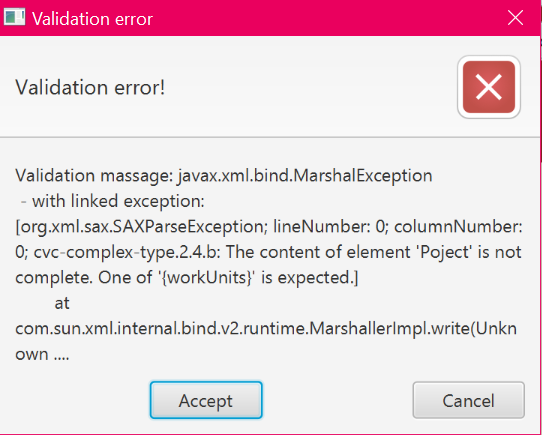 Validation error
Validation error!
Validation massage: javax.xml.bind.MarshalException
- with linked exception:
[org.xml.sax.SAXParseException; lineNumber: 0; columnNumber:
0; cvc-complex-type.2.4.b: The content of element 'Poject' is not
complete. One of '{workUnits}' is expected.]
at
com.sun.xml.internal.bind.v2.runtime.MarshallerImpl.write(Unkn
own ....
Accept Cancel